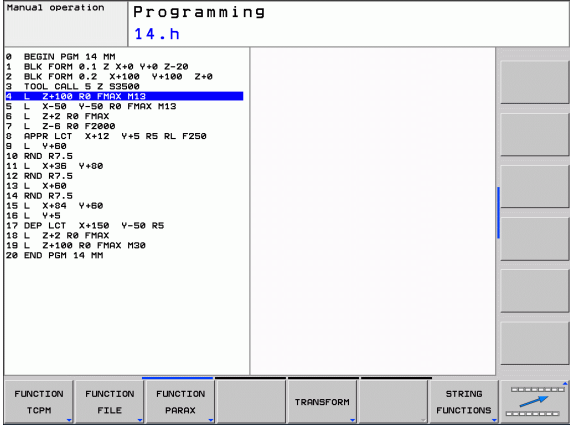 Manual operation
Programming
14.h
0 BEGIN PGM 14 MM
1 BLK FORM 0.1 Z X+0 Y+0 Z-20
2 BLK FORM 0.2 X+100 Y+100 Z+0
3 TOOL CALL 5 Z S3500
4 L Z+100 R0 FMAX M13
5 L X-50 Y-50 R0 FMAX M13
6 L Z+2 R0 FMAX
7 L Z-6 R0 F2000
8 APPR LCT X+12 Y+5 R5 RL F250
9 L Y+60
10 RND R7.5
11 L X+36 Y+80
12 RND R7.5
13 L X+60
14 RND R7.5
15 L X+84 Y+60
16 L Y+5
17 DEP LCT X+150 Y-50 R5
18 L Z+2 R0 FMAX
19 L Z+100 R0 FMAX M30
20 END PGM 14 MM
FUNCTION TCPM
FUNCTION FILE
FUNCTION PARAX
TRANSFORM
STRING FUNCTIONS